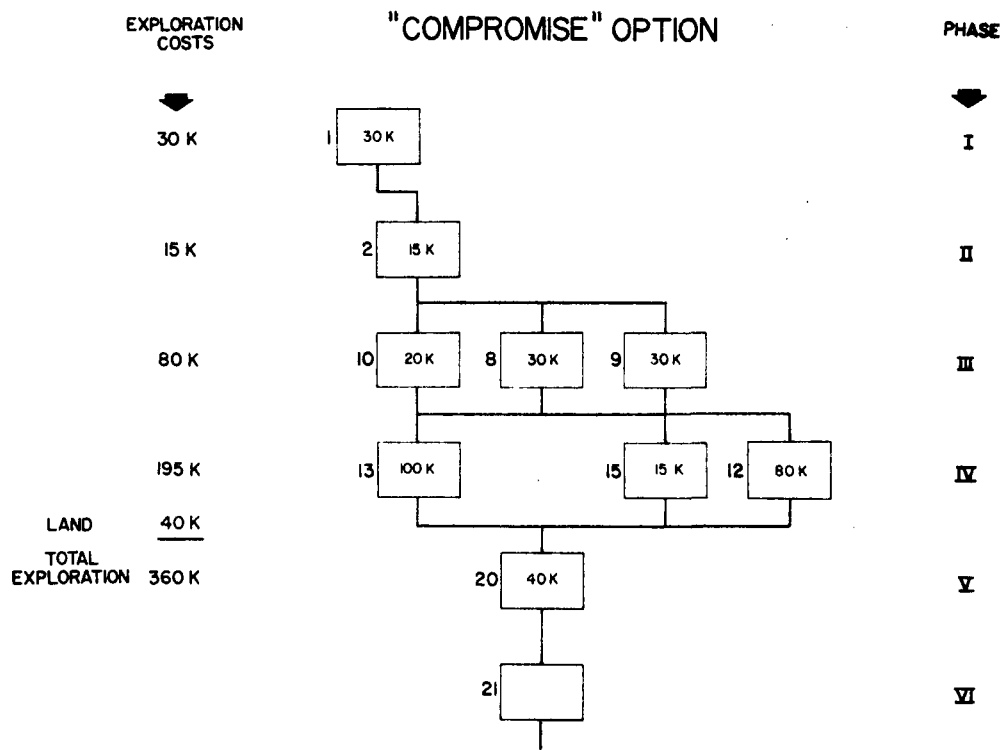 EXPLORATION
COSTS
"COMPROMISE" OPTION
PHASE
30 K
1
30 K
I
15 K
2
15 K
II
80 K
10
20 K
8
30 K
9
30 K
III
195 K
13
100 K
15
15 K
12
80 K
IV
LAND
40 K
TOTAL
EXPLORATION
360 K
20
40 K
V
21
VI